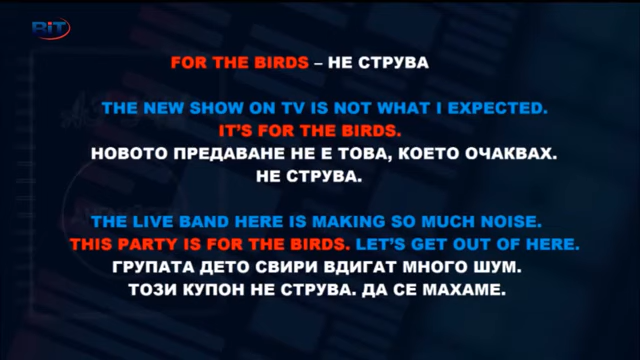 BiT
FOR THE BIRDS – НЕ СТРУВА
THE NEW SHOW ON TV IS NOT WHAT I EXPECTED.
IT'S FOR THE BIRDS.
НОВОТО ПРЕДАВАНЕ НЕ Е ТОВА, КОЕТО ОЧАКВАХ.
НЕ СТРУВА.
THE LIVE BAND HERE IS MAKING SO MUCH NOISE.
THIS PARTY IS FOR THE BIRDS. LET'S GET OUT OF HERE.
ГРУПАТА ДЕТО СВИРИ ВДИГАТ МНОГО ШУМ.
ТОЗИ КУПОН НЕ СТРУВА. ДА СЕ МАХАМЕ.